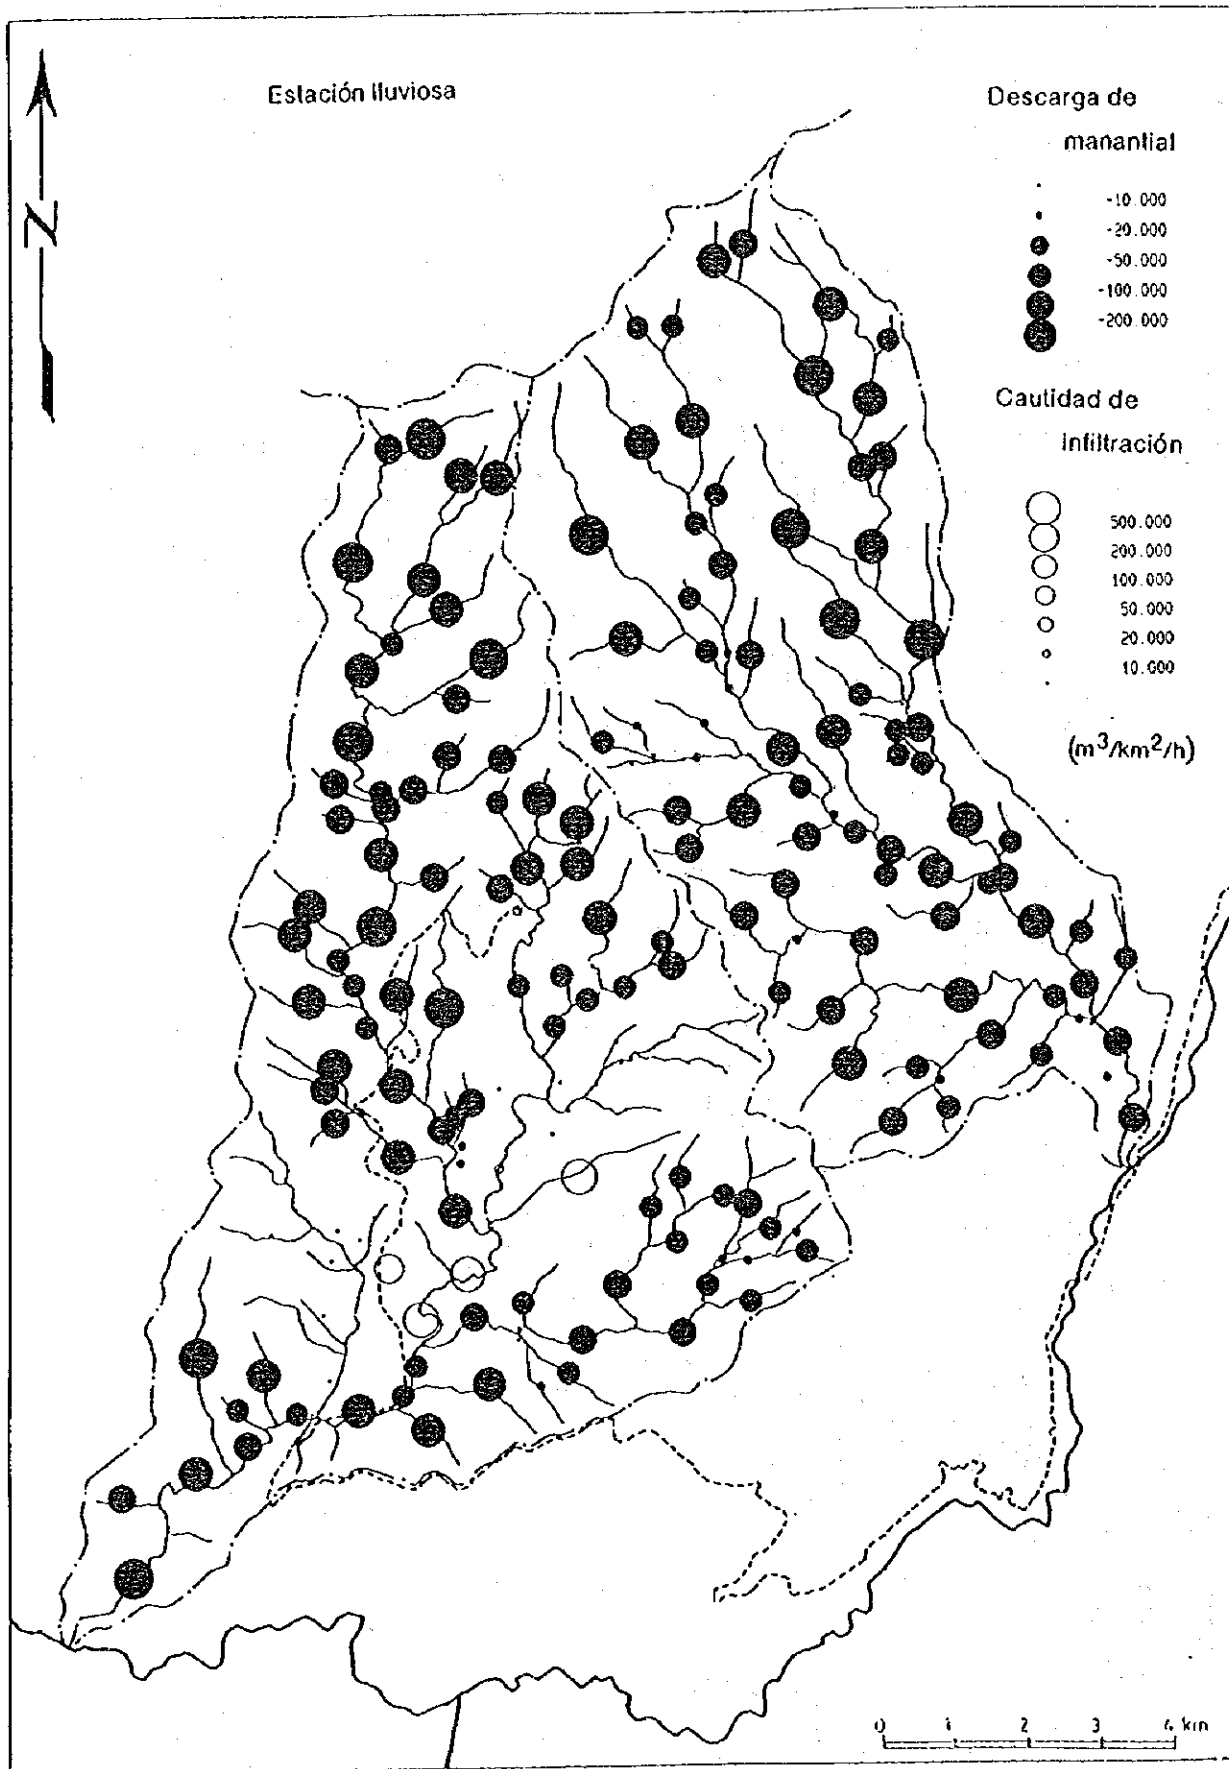 Estación lluviosa
N
Descarga de
manantial
-10.000
-20.000
-50.000
-100.000
-200.000
Cautidad de
infiltración
500.000
200.000
100.000
50.000
20.000
10.000
(m³/km²/h)
0 1 2 3 4 km